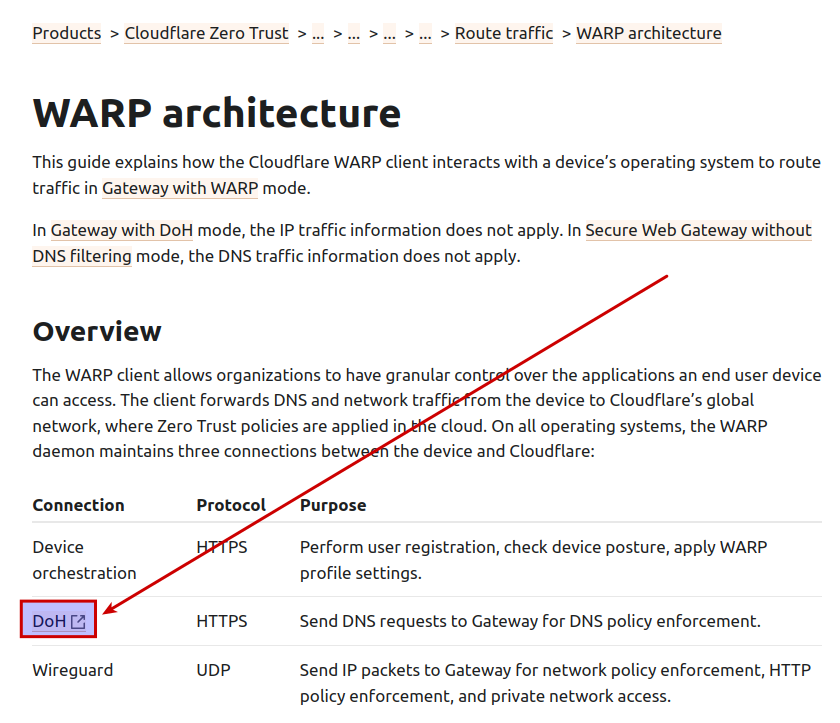 Products > Cloudflare Zero Trust > ... > ... > ... > ... > Route traffic > WARP architecture
WARP architecture
This guide explains how the Cloudflare WARP client interacts with a device’s operating system to route
traffic in Gateway with WARP mode.
In Gateway with DoH mode, the IP traffic information does not apply. In Secure Web Gateway without
DNS filtering mode, the DNS traffic information does not apply.
Overview
The WARP client allows organizations to have granular control over the applications an end user device
can access. The client forwards DNS and network traffic from the device to Cloudflare’s global
network, where Zero Trust policies are applied in the cloud. On all operating systems, the WARP
daemon maintains three connections between the device and Cloudflare:
Connection Protocol Purpose
Device HTTPS Perform user registration, check device posture, apply WARP
orchestration profile settings.
DoH HTTPS Send DNS requests to Gateway for DNS policy enforcement.
Wireguard UDP Send IP packets to Gateway for network policy enforcement, HTTP
policy enforcement, and private network access.